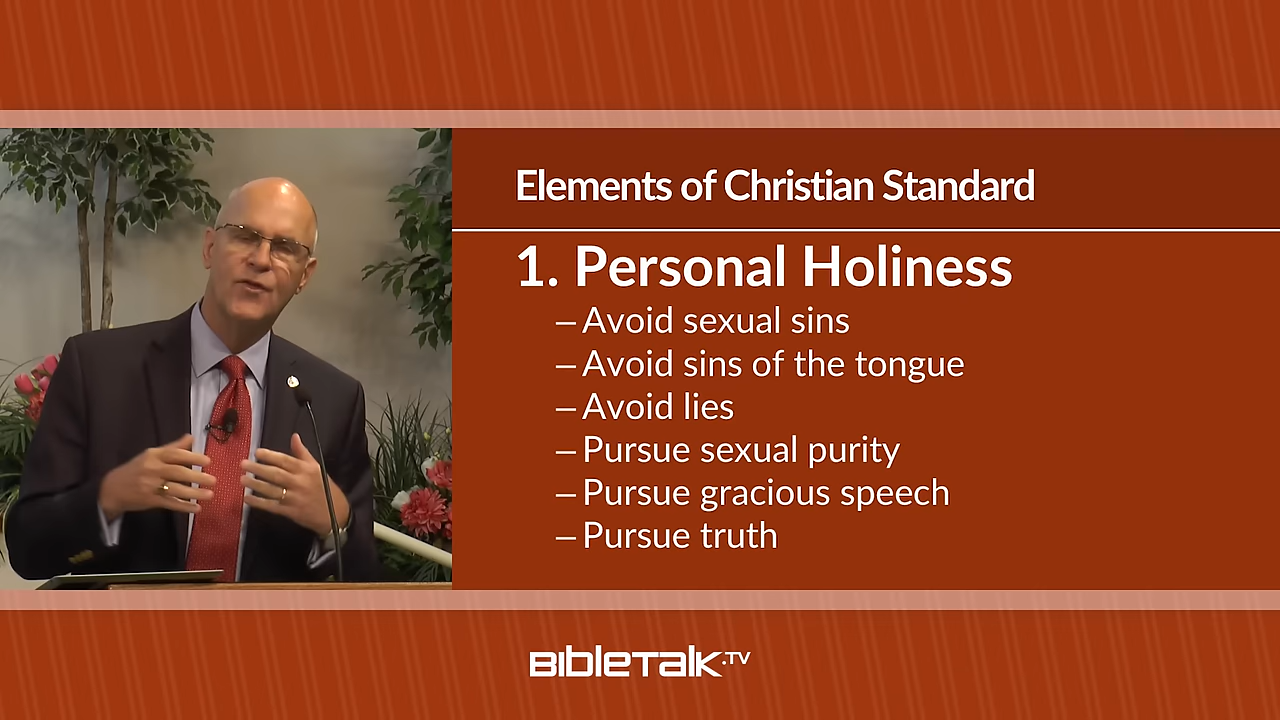 Elements of Christian Standard
1. Personal Holiness
– Avoid sexual sins
– Avoid sins of the tongue
– Avoid lies
– Pursue sexual purity
– Pursue gracious speech
– Pursue truth
BIBLETALK.TV